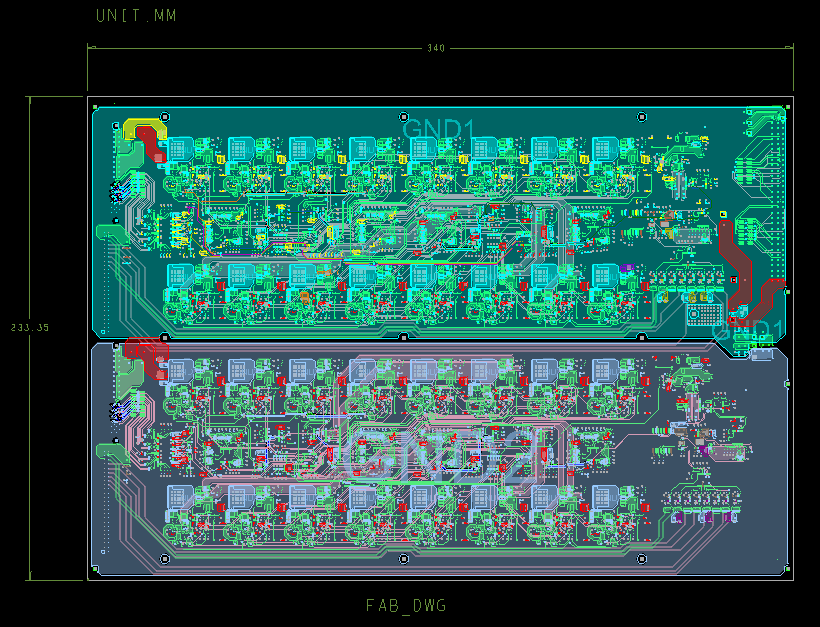 UNIT.MM
340
GND1
233.35
GND1
GND2
FAB_DWG